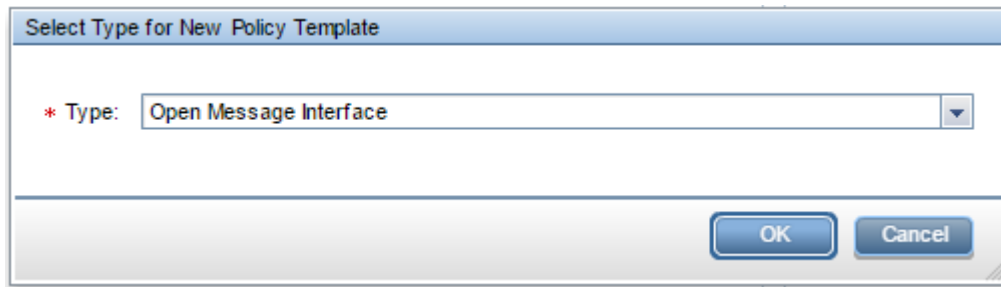 Select Type for New Policy Template
* Type: Open Message Interface
OK Cancel